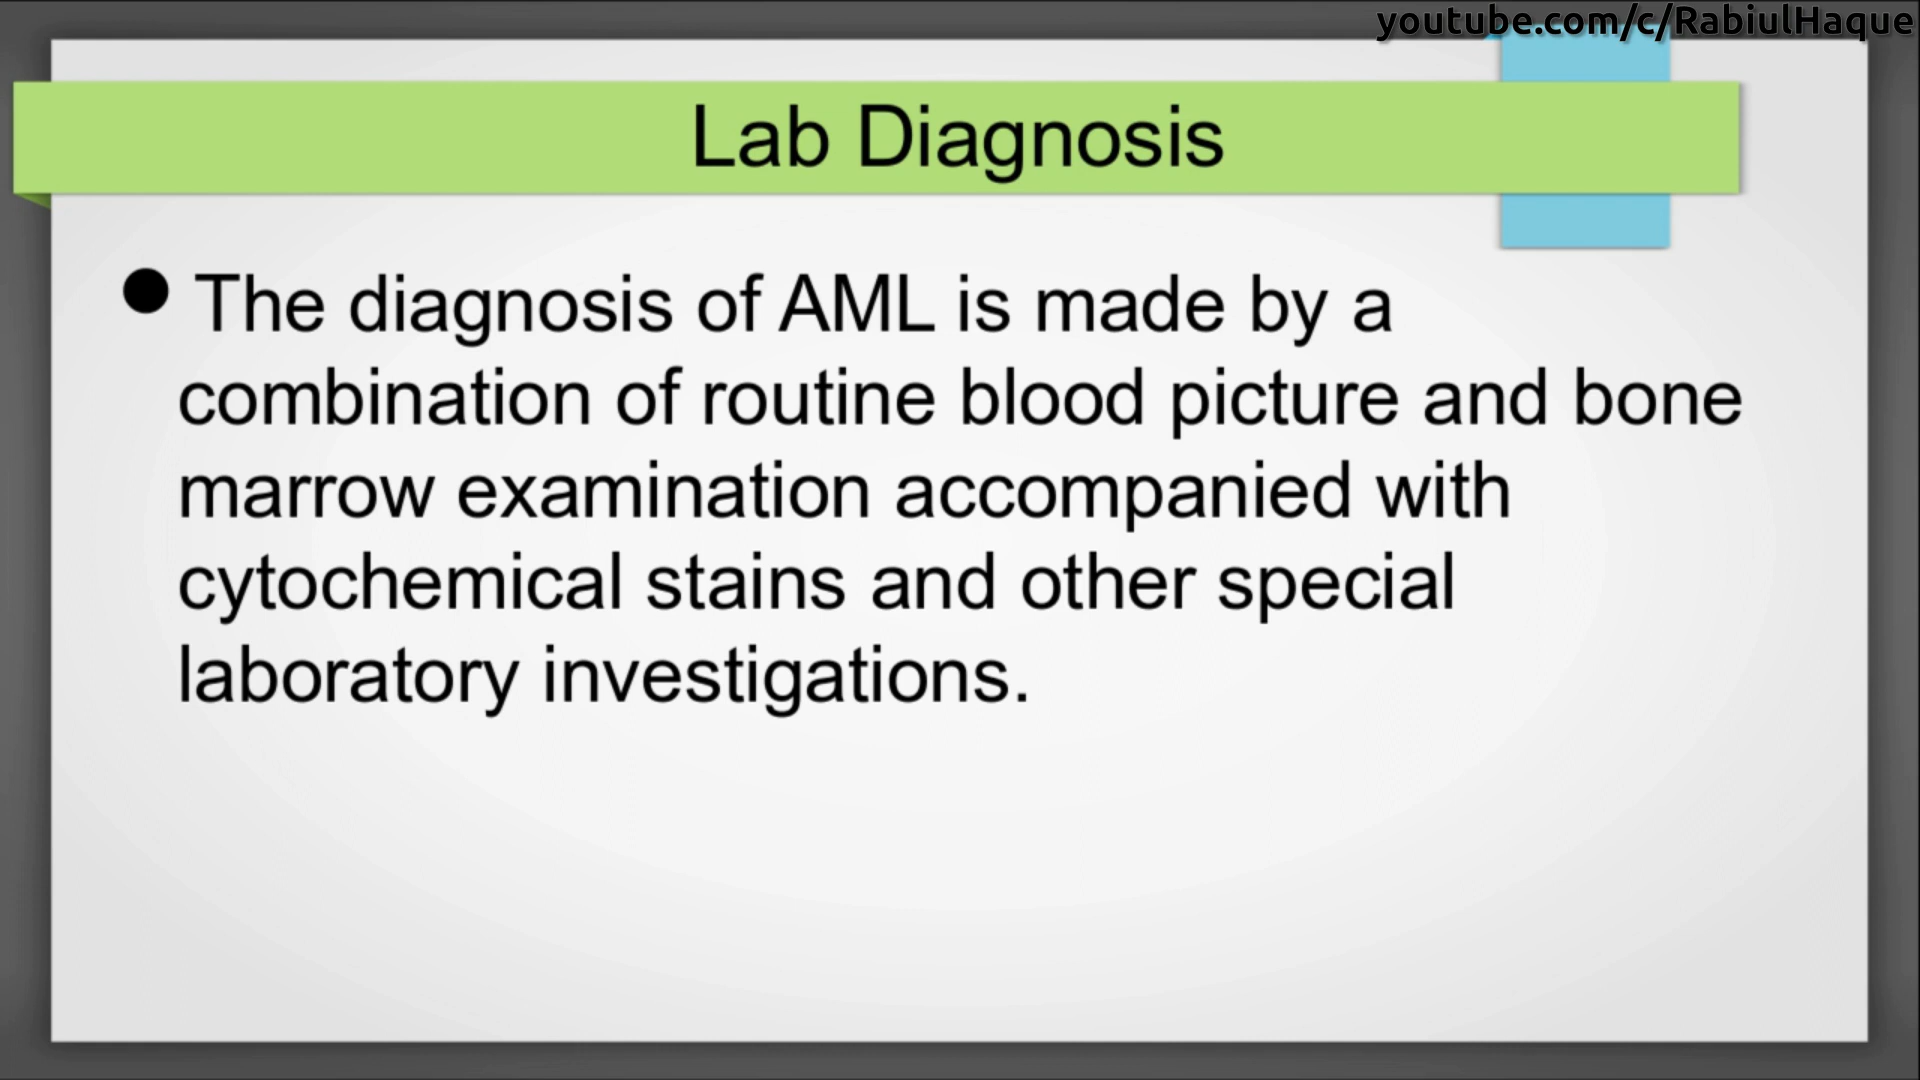 youtube.com/c/RabiulHaque
Lab Diagnosis
● The diagnosis of AML is made by a
combination of routine blood picture and bone
marrow examination accompanied with
cytochemical stains and other special
laboratory investigations.